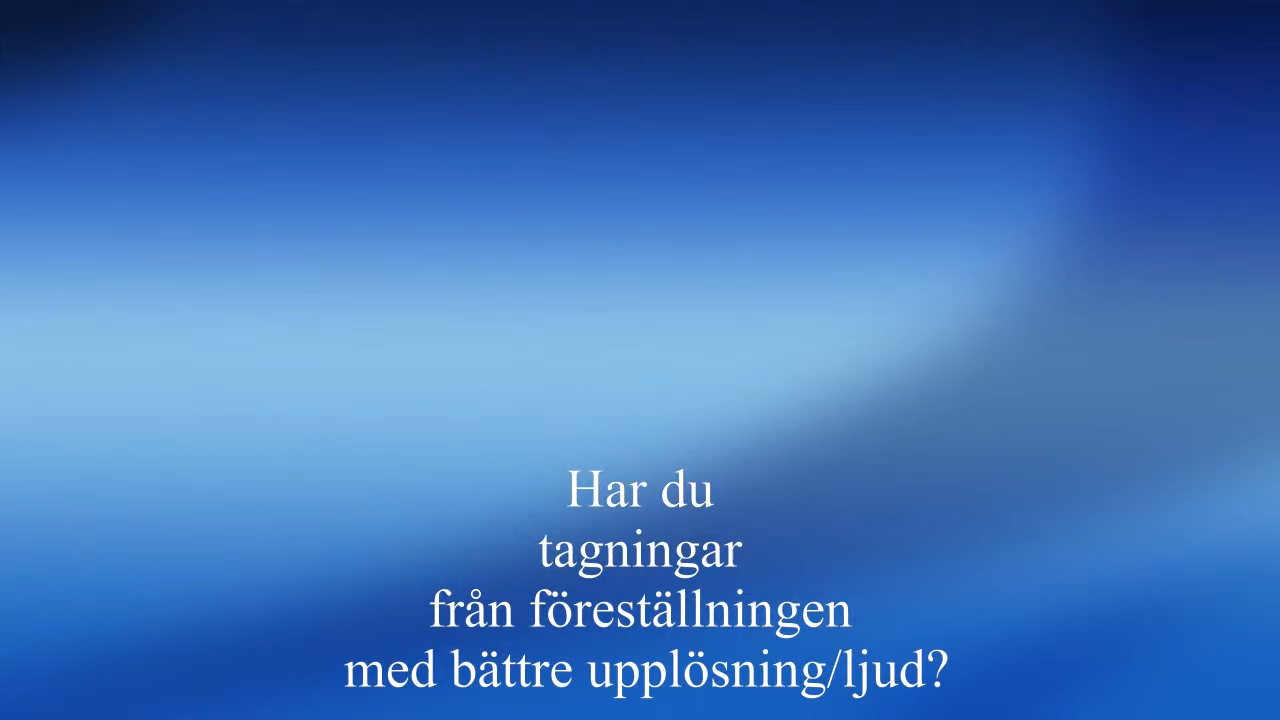 Har du
tagningar
från föreställningen
med bättre upplösning/ljud?